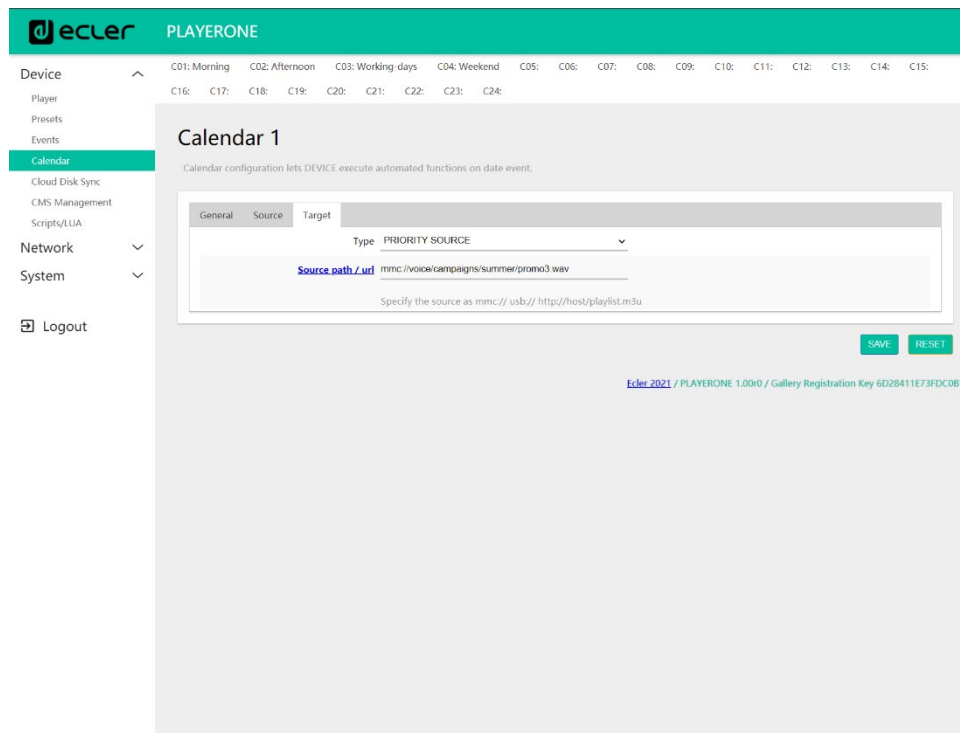 ecler
PLAYERONE
Device
Player
Presets
Events
Calendar
Cloud Disk Sync
CMS Management
Scripts/LUA
Network
System
Logout
C01: Morning C02: Afternoon C03: Working-days C04: Weekend C05: C06: C07: C08: C09: C10: C11: C12: C13: C14: C15:
C16: C17: C18: C19: C20: C21: C22: C23: C24:
Calendar 1
Calendar configuration lets DEVICE execute automated functions on date event.
General Source Target
Type PRIORITY SOURCE
Source path / url mmc://voice/campaigns/summer/promo3.wav
Specify the source as mmc:// usb:// http://host/playlist.m3u
SAVE RESET
Ecler 2021 / PLAYERONE 1.00r0 / Gallery Registration Key 6D28411E73FDC0B